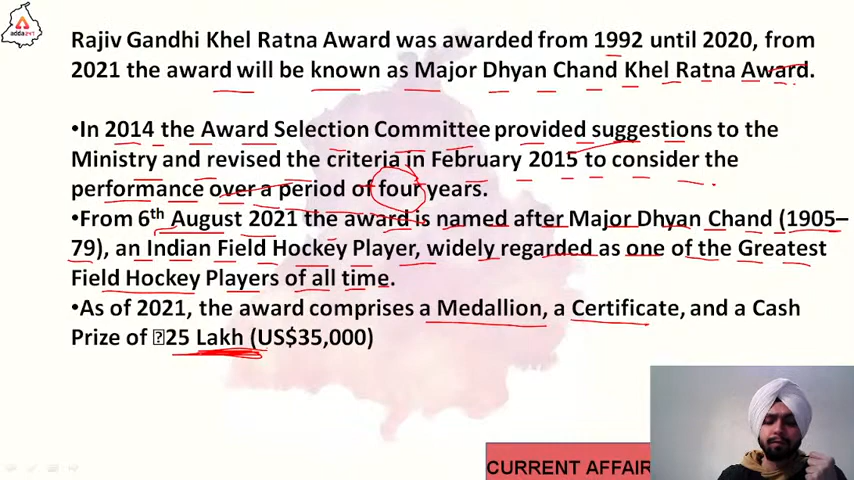 adda247
Rajiv Gandhi Khel Ratna Award was awarded from 1992 until 2020, from
2021 the award will be known as Major Dhyan Chand Khel Ratna Award.
•In 2014 the Award Selection Committee provided suggestions to the
Ministry and revised the criteria in February 2015 to consider the
performance over a period of four years.
•From 6th August 2021 the award is named after Major Dhyan Chand (1905–
79), an Indian Field Hockey Player, widely regarded as one of the Greatest
Field Hockey Players of all time.
•As of 2021, the award comprises a Medallion, a Certificate, and a Cash
Prize of 25 Lakh (US$35,000)
CURRENT AFFAIR